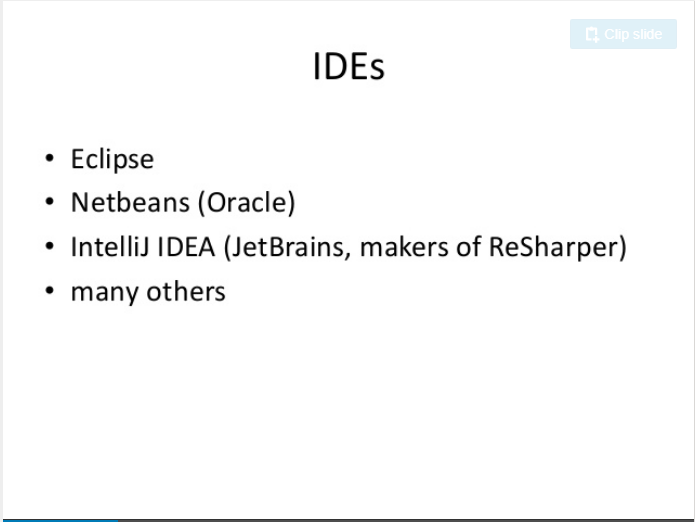 Clip slide
IDEs
• Eclipse
• Netbeans (Oracle)
• IntelliJ IDEA (JetBrains, makers of ReSharper)
• many others